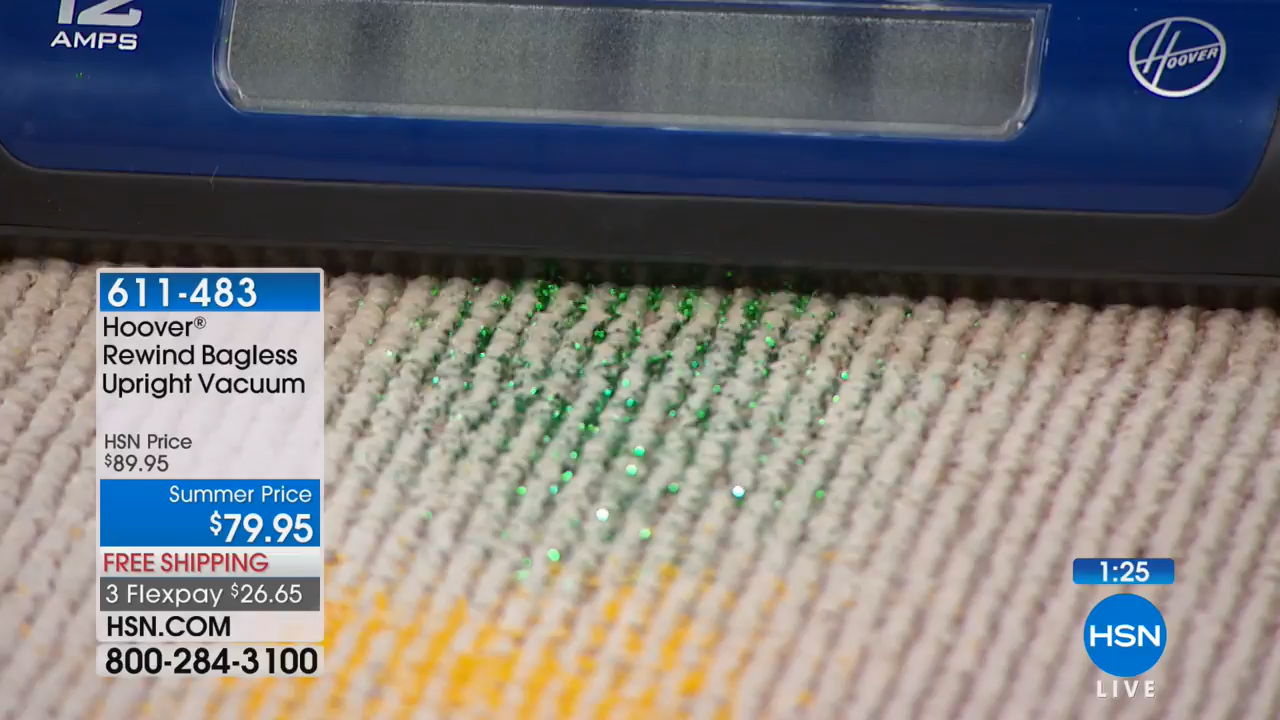 12
AMPS
HOOVER
611-483
Hoover®
Rewind Bagless
Upright Vacuum
HSN Price
$89.95
Summer Price
$79.95
FREE SHIPPING
3 Flexpay $26.65
HSN.COM
800-284-3100
1:25
HSN
LIVE